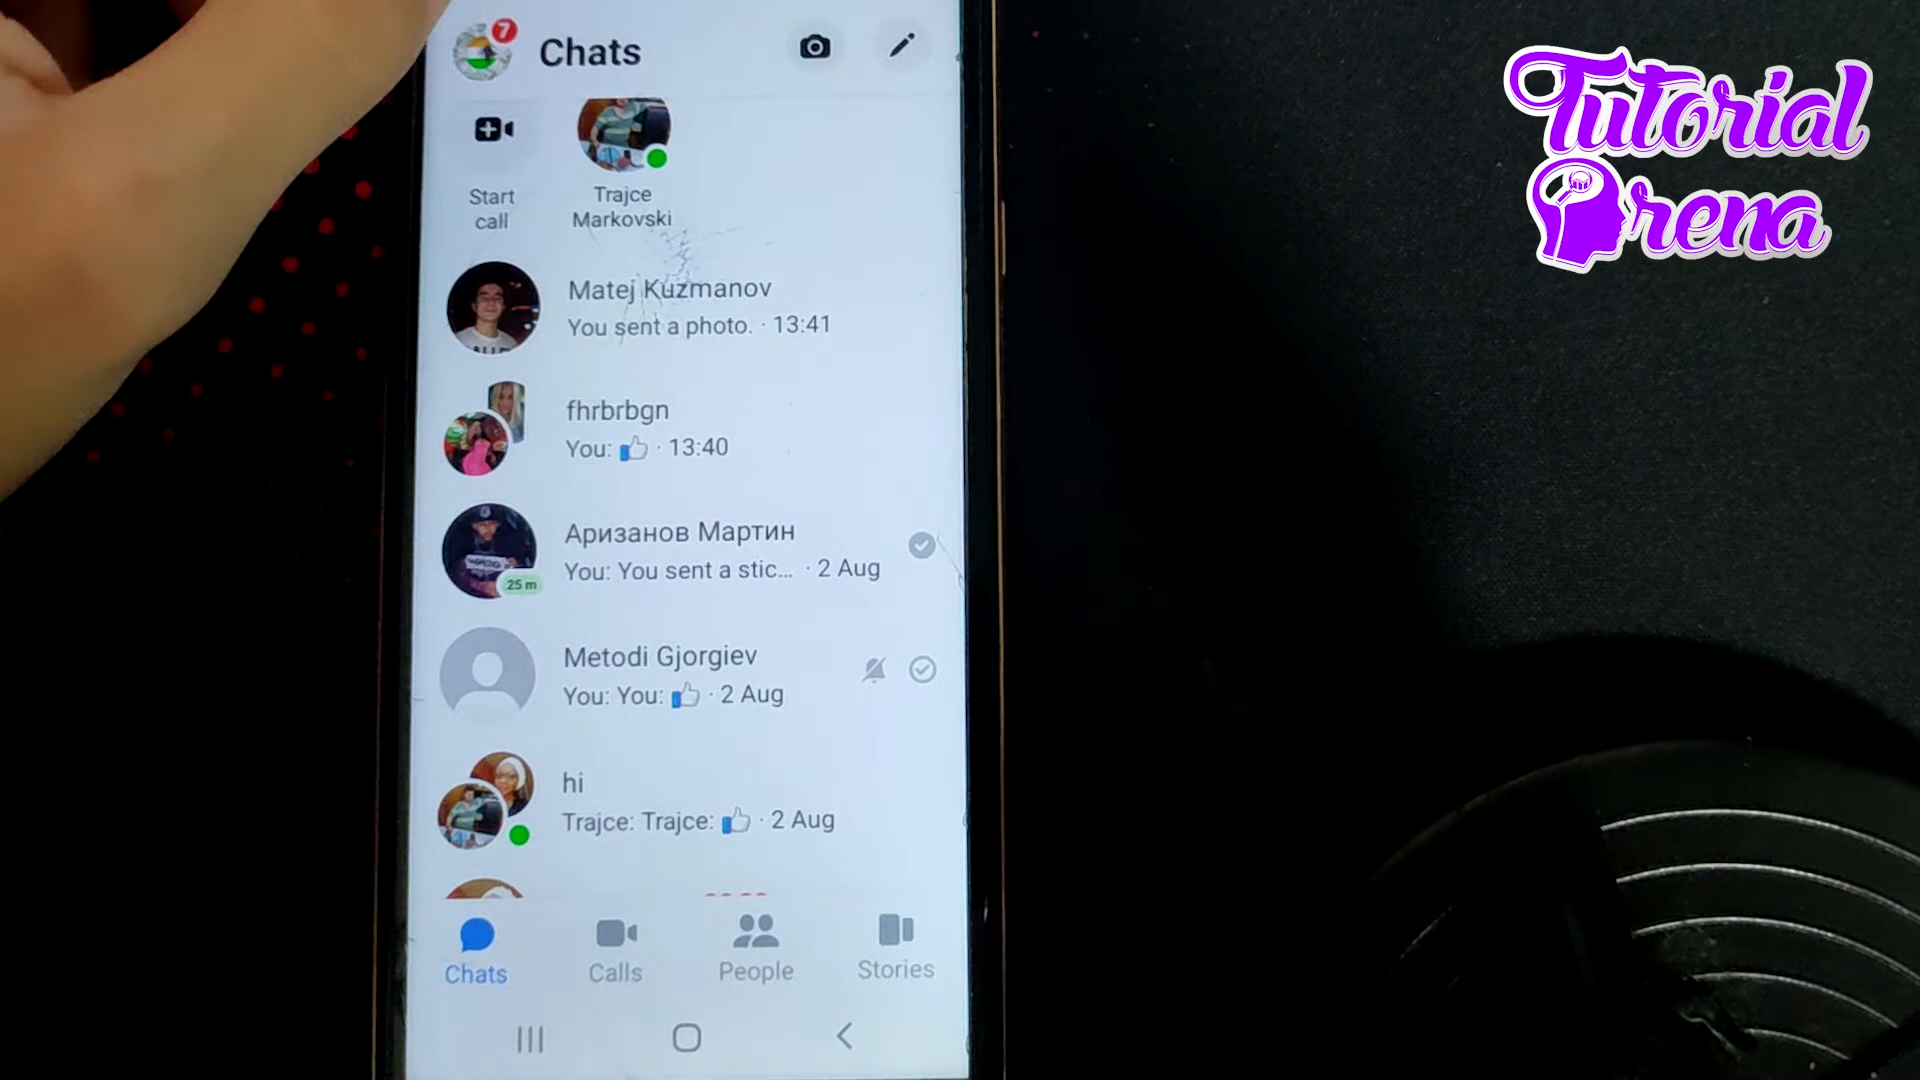 7
Chats
Start
call
Trajce
Markovski
Matej Kuzmanov
You sent a photo. · 13:41
fhrbrbgn
You: 👍 · 13:40
Аризанов Мартин
You: You sent a stic... · 2 Aug
25 m
Metodi Gjorgiev
You: You: 👍 · 2 Aug
hi
Trajce: Trajce: 👍 · 2 Aug
Chats
Calls
People
Stories
Tutorial
Arena